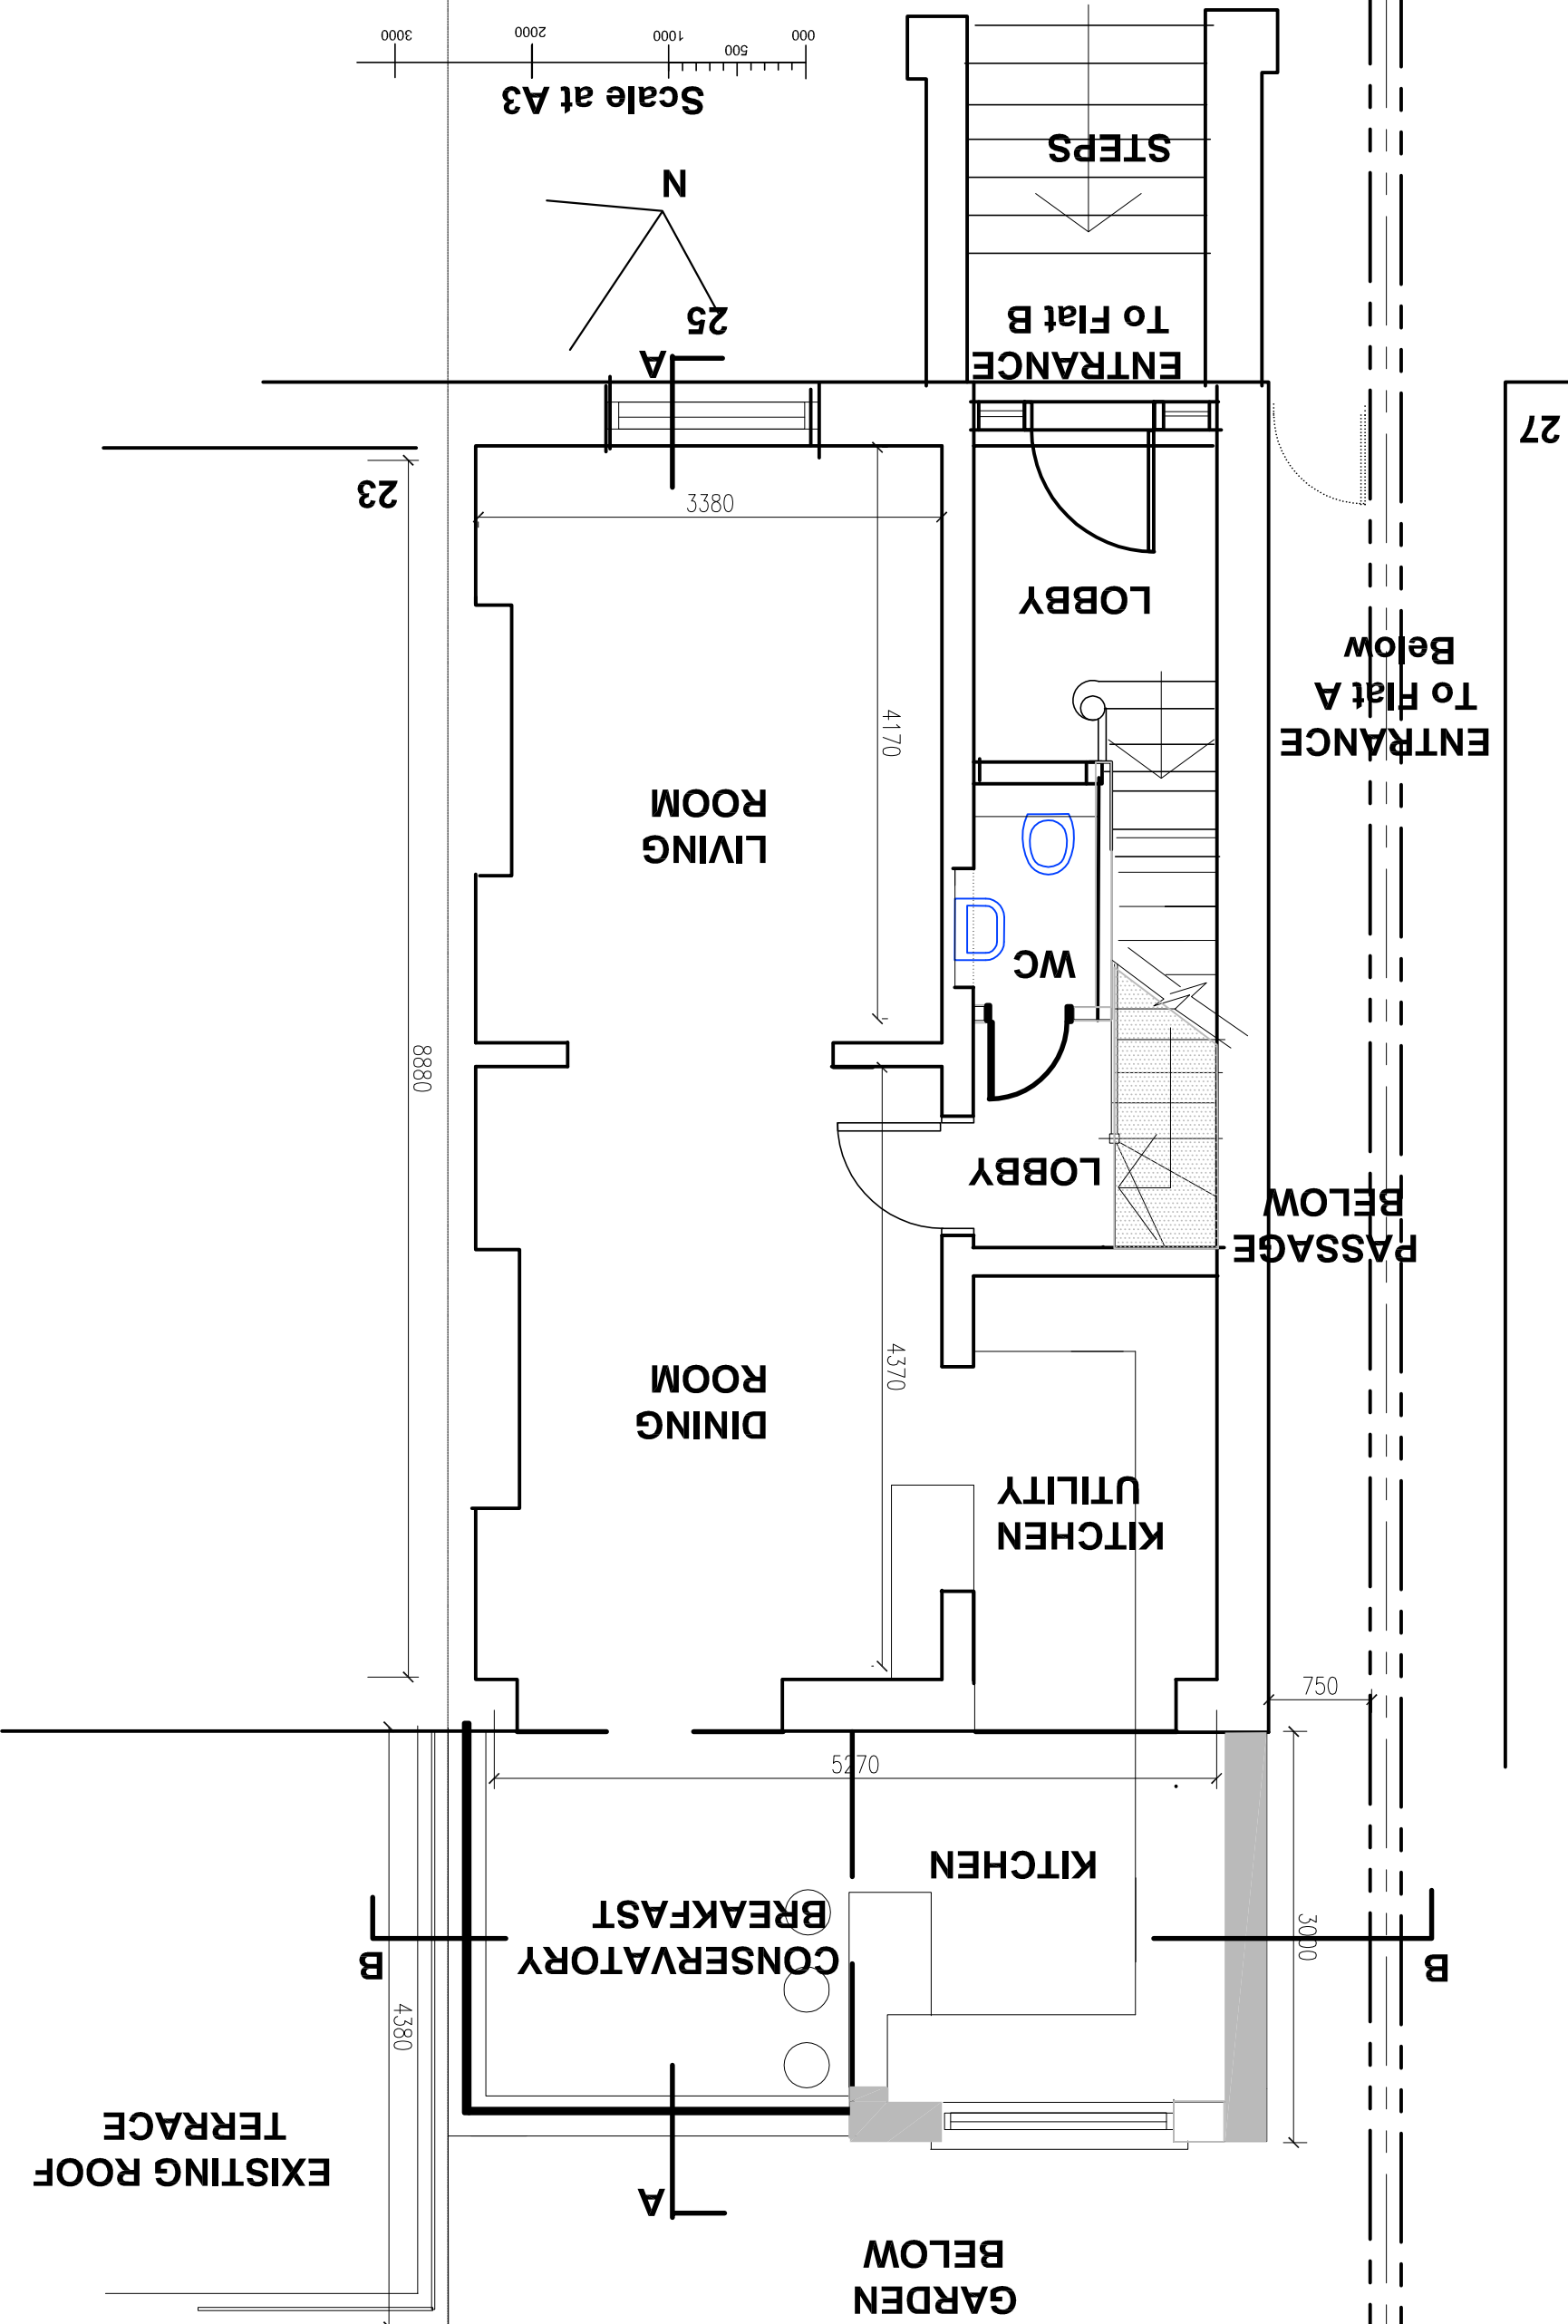 GARDEN
BELOW
A
EXISTING ROOF
TERRACE
4380
B
B
3000
CONSERVATORY
BREAKFAST
KITCHEN
5270
750
KITCHEN
UTILITY
DINING
ROOM
4370
PASSAGE
BELOW
LOBBY
8880
WC
LIVING
ROOM
4170
ENTRANCE
To Flat A
Below
LOBBY
3380
23
27
ENTRANCE
To Flat B
A
25
STEPS
N
Scale at A3
000 500 1000 2000 3000